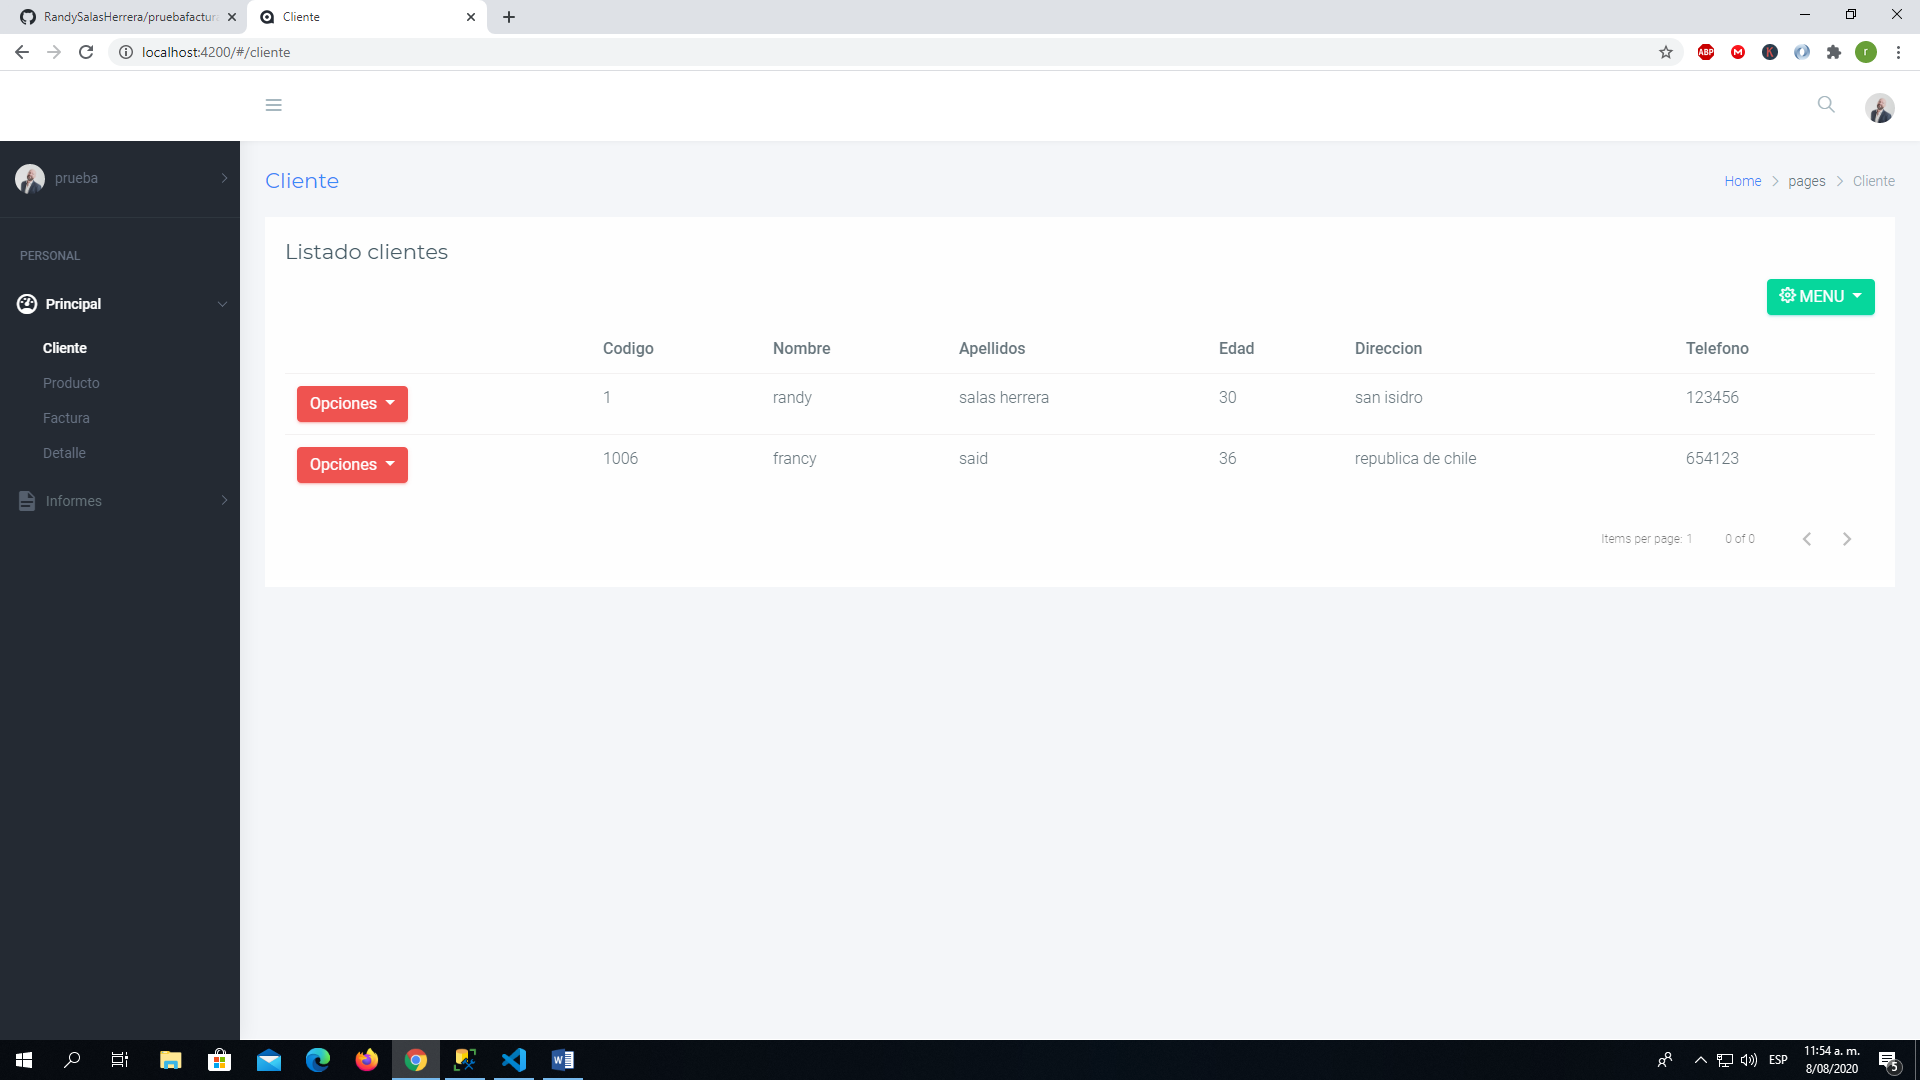 RandySalasHerrera/pruebafactura
Cliente
localhost:4200/#/cliente
ABP
M
K
r
prueba
Cliente
Home
pages
Cliente
PERSONAL
Listado clientes
MENU
Principal
Cliente
Producto
Factura
Detalle
Informes
Codigo Nombre Apellidos Edad Direccion Telefono
Opciones 1 randy salas herrera 30 san isidro 123456
Opciones 1006 francy said 36 republica de chile 654123
Items per page: 1 0 of 0
ESP
11:54 a. m.
8/08/2020
5